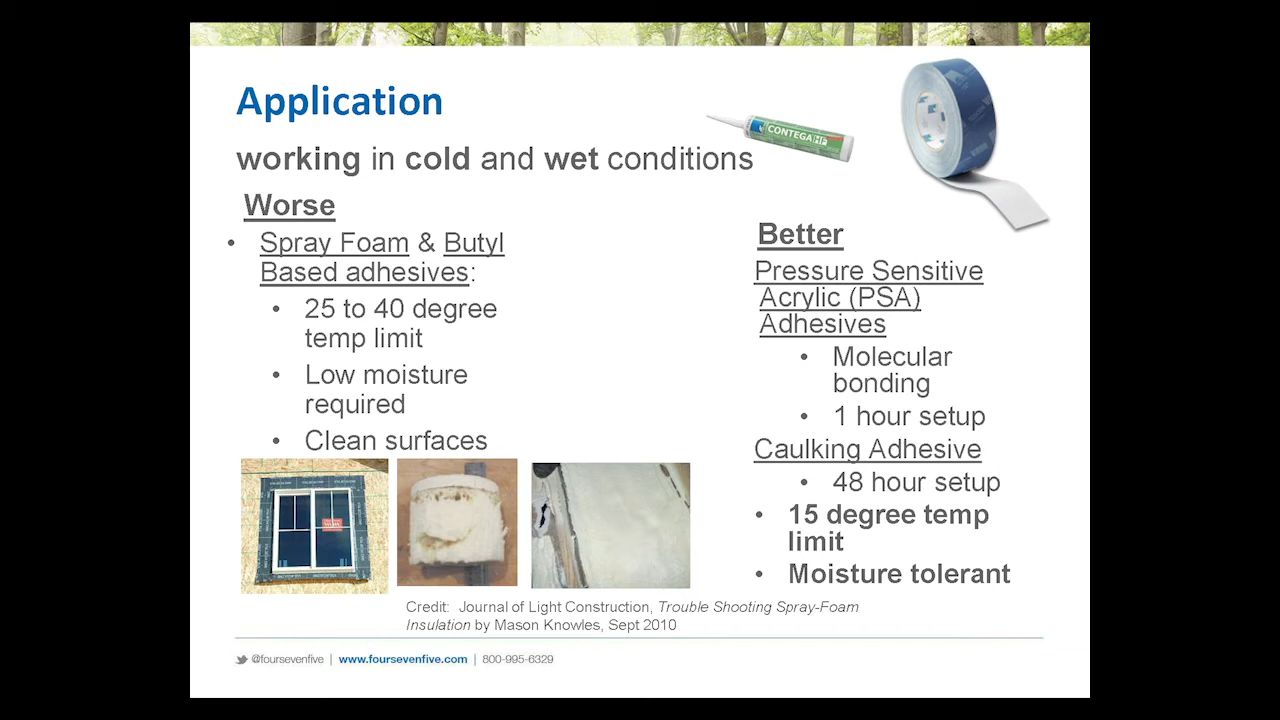 Application
CONTEGA HF
working in cold and wet conditions
Worse
• Spray Foam & Butyl
Based adhesives:
• 25 to 40 degree
temp limit
• Low moisture
required
• Clean surfaces
Better
Pressure Sensitive
Acrylic (PSA)
Adhesives
• Molecular
bonding
• 1 hour setup
Caulking Adhesive
• 48 hour setup
• 15 degree temp
limit
• Moisture tolerant
Credit: Journal of Light Construction, Trouble Shooting Spray-Foam
Insulation by Mason Knowles, Sept 2010
@foursevenfive | www.foursevenfive.com | 800-995-6329